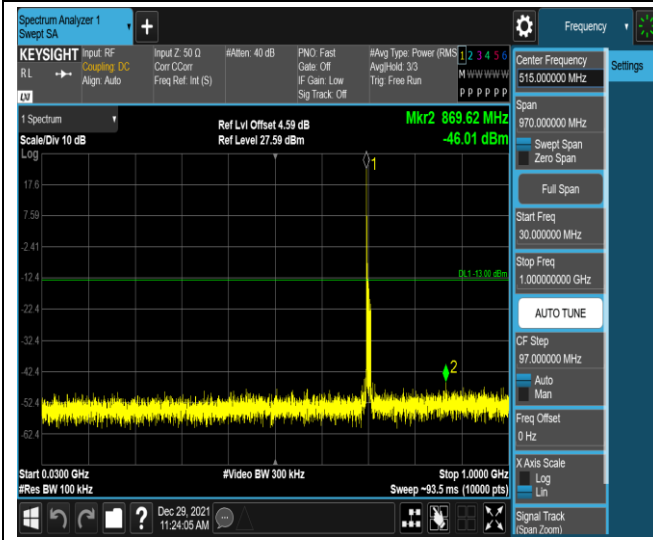 Spectrum Analyzer 1
Swept SA
Frequency
KEYSIGHT
RL
LXI
Input: RF
Coupling: DC
Align: Auto
Input Z: 50 Ω
Corr CCorr
Freq Ref: Int (S)
#Atten: 40 dB
PNO: Fast
Gate: Off
IF Gain: Low
Sig Track: Off
#Avg Type: Power (RMS
Avg|Hold: 3/3
Trig: Free Run
1 2 3 4 5 6
M W W W W W
P P P P P P
1 Spectrum
Scale/Div 10 dB
Log
Ref Lvl Offset 4.59 dB
Ref Level 27.59 dBm
Mkr2 869.62 MHz
-46.01 dBm
1
17.6
7.59
-2.41
-12.4
DL1 -13.00 dBm
-22.4
-32.4
-42.4
2
-52.4
-62.4
Start 0.0300 GHz
#Res BW 100 kHz
#Video BW 300 kHz
Stop 1.0000 GHz
Sweep ~93.5 ms (10000 pts)
Dec 29, 2021
11:24:05 AM
Center Frequency
515.000000 MHz
Settings
Span
970.000000 MHz
Swept Span
Zero Span
Full Span
Start Freq
30.000000 MHz
Stop Freq
1.000000000 GHz
AUTO TUNE
CF Step
97.000000 MHz
Auto
Man
Freq Offset
0 Hz
X Axis Scale
Log
Lin
Signal Track
(Span Zoom)